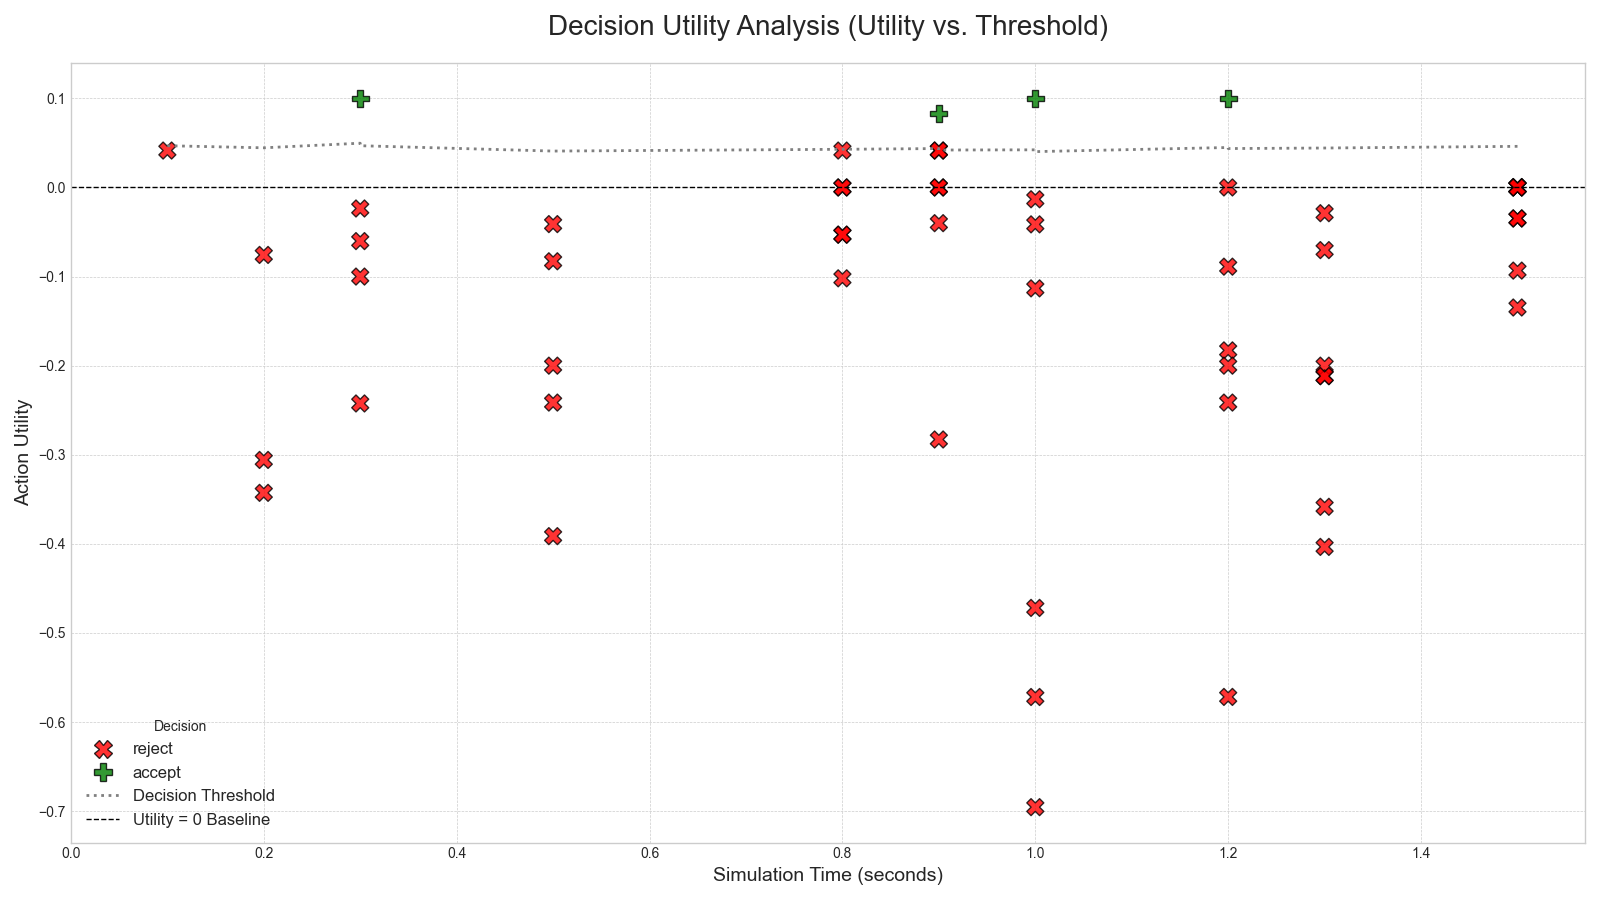 Decision Utility Analysis (Utility vs. Threshold)
Action Utility
0.1
0.0
−0.1
−0.2
−0.3
−0.4
−0.5
−0.6
−0.7
Decision
reject
accept
Decision Threshold
Utility = 0 Baseline
0.0 0.2 0.4 0.6 0.8 1.0 1.2 1.4
Simulation Time (seconds)